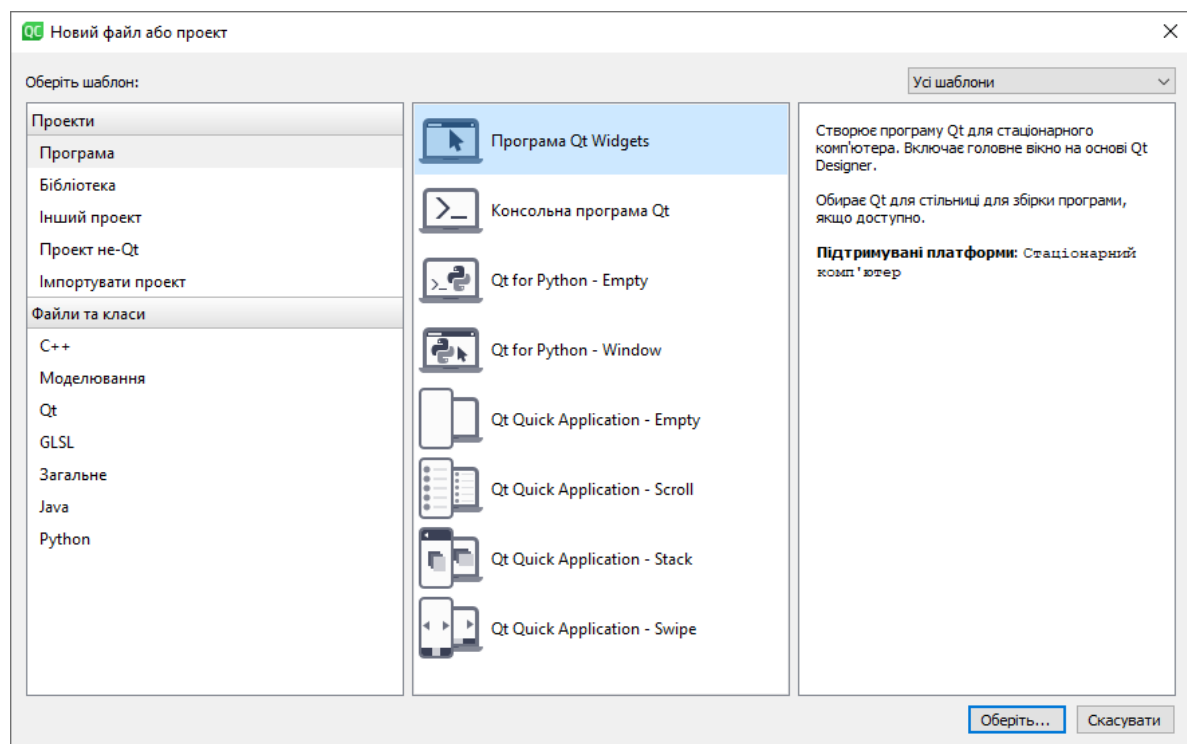 QC Новий файл або проект
Оберіть шаблон:
Усі шаблони
Проекти
Програма
Бібліотека
Інший проект
Проект не-Qt
Імпортувати проект
Файли та класи
C++
Моделювання
Qt
GLSL
Загальне
Java
Python
Програма Qt Widgets
Консольна програма Qt
Qt for Python - Empty
Qt for Python - Window
Qt Quick Application - Empty
Qt Quick Application - Scroll
Qt Quick Application - Stack
Qt Quick Application - Swipe
Створює програму Qt для стаціонарного
комп'ютера. Включає головне вікно на основі Qt
Designer.
Обирає Qt для стільниці для збірки програми,
якщо доступно.
Підтримувані платформи: Стаціонарний
комп'ютер
Оберіть...
Скасувати